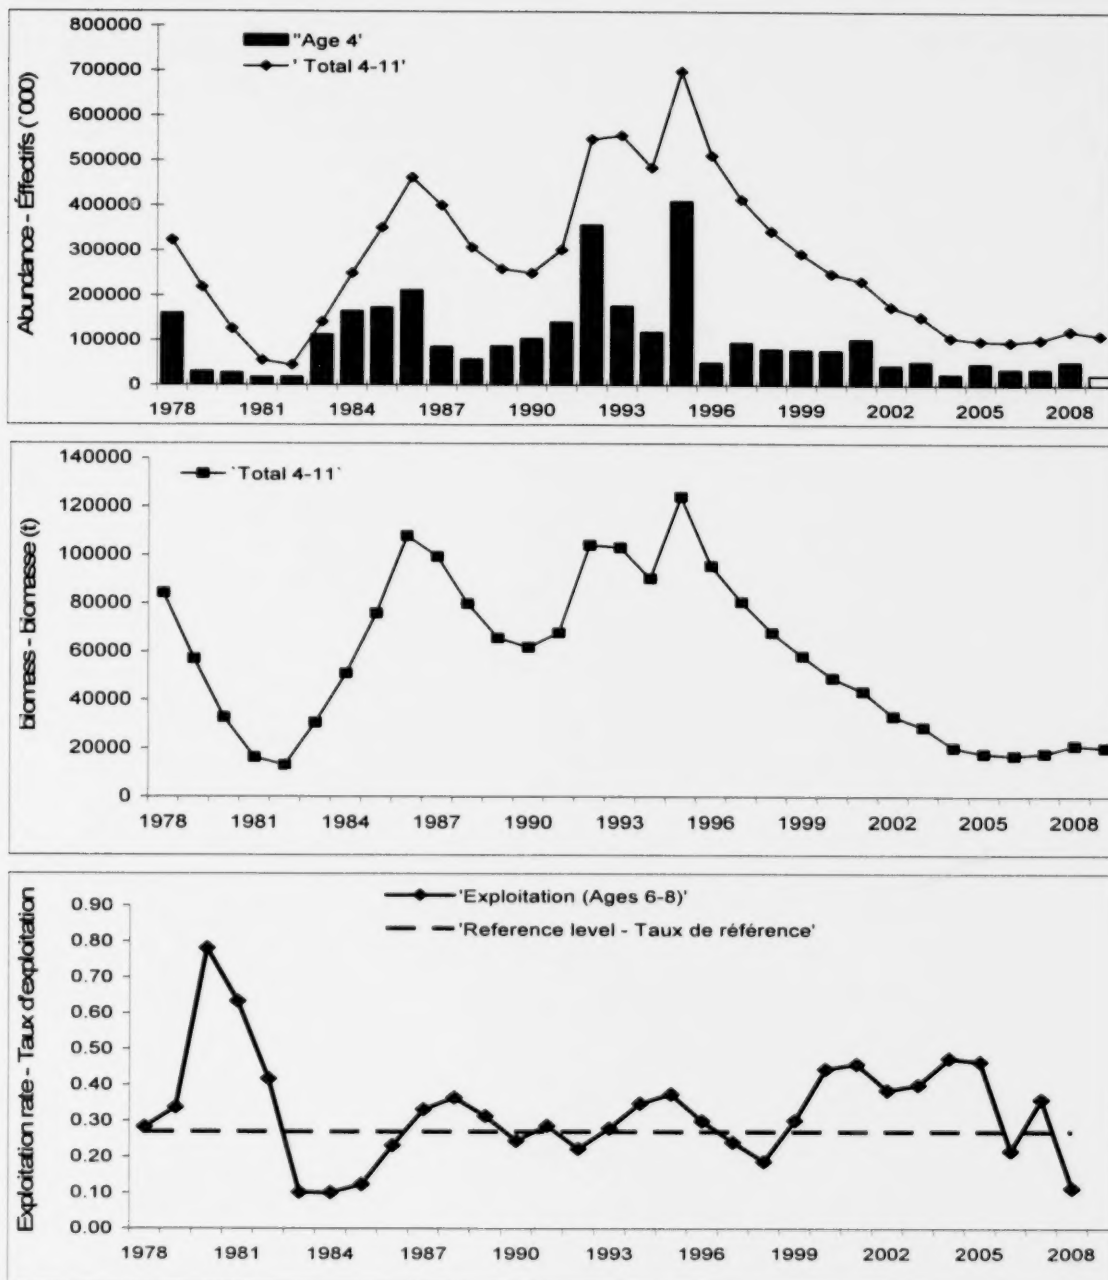 800000
700000
600000
500000
400000
300000
200000
100000
0
Abundance - Éffectifs (`000)
"Age 4'
' Total 4-11'
1978 1981 1984 1987 1990 1993 1996 1999 2002 2005 2008
140000
120000
100000
80000
60000
40000
20000
0
biomass - biomasse (t)
`Total 4-11`
1978 1981 1984 1987 1990 1993 1996 1999 2002 2005 2008
0.90
0.80
0.70
0.60
0.50
0.40
0.30
0.20
0.10
0.00
Exploitation rate - Taux d'exploitation
'Exploitation (Ages 6-8)'
'Reference level - Taux de référence'
1978 1981 1984 1987 1990 1993 1996 1999 2002 2005 2008